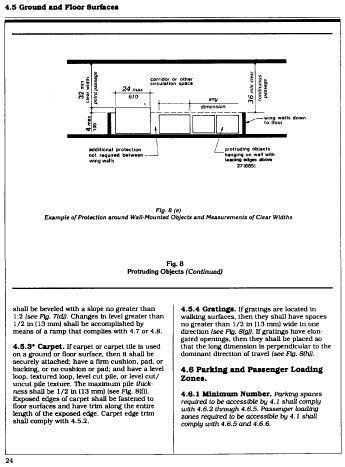 4.5 Ground and Floor Surfaces
32 min
clear width
point passage
24 max
610
corridor or other
circulation space
any
dimension
36 min clear
continuous
passage
4 max
100
wing walls down
to floor
additional protection
not required between
wing walls
protruding objects
hanging on wall with
leading edges above
27 (685)
Fig. 8 (e)
Example of Protection around Wall-Mounted Objects and Measurements of Clear Widths
Fig. 8
Protruding Objects (Continued)
shall be beveled with a slope no greater than
1:2 (see Fig. 7(d)). Changes in level greater than
1/2 in (13 mm) shall be accomplished by
means of a ramp that complies with 4.7 or 4.8.
4.5.3* Carpet. If carpet or carpet tile is used
on a ground or floor surface, then it shall be
securely attached; have a firm cushion, pad, or
backing, or no cushion or pad; and have a level
loop, textured loop, level cut pile, or level cut/
uncut pile texture. The maximum pile thick-
ness shall be 1/2 in (13 mm) (see Fig. 8(f)).
Exposed edges of carpet shall be fastened to
floor surfaces and have trim along the entire
length of the exposed edge. Carpet edge trim
shall comply with 4.5.2.
4.5.4 Gratings. If gratings are located in
walking surfaces, then they shall have spaces
no greater than 1/2 in (13 mm) wide in one
direction (see Fig. 8(g)). If gratings have elon-
gated openings, then they shall be placed so
that the long dimension is perpendicular to the
dominant direction of travel (see Fig. 8(h)).
4.6 Parking and Passenger Loading
Zones.
4.6.1 Minimum Number. Parking spaces
required to be accessible by 4.1 shall comply
with 4.6.2 through 4.6.5. Passenger loading
zones required to be accessible by 4.1 shall
comply with 4.6.5 and 4.6.6.
24